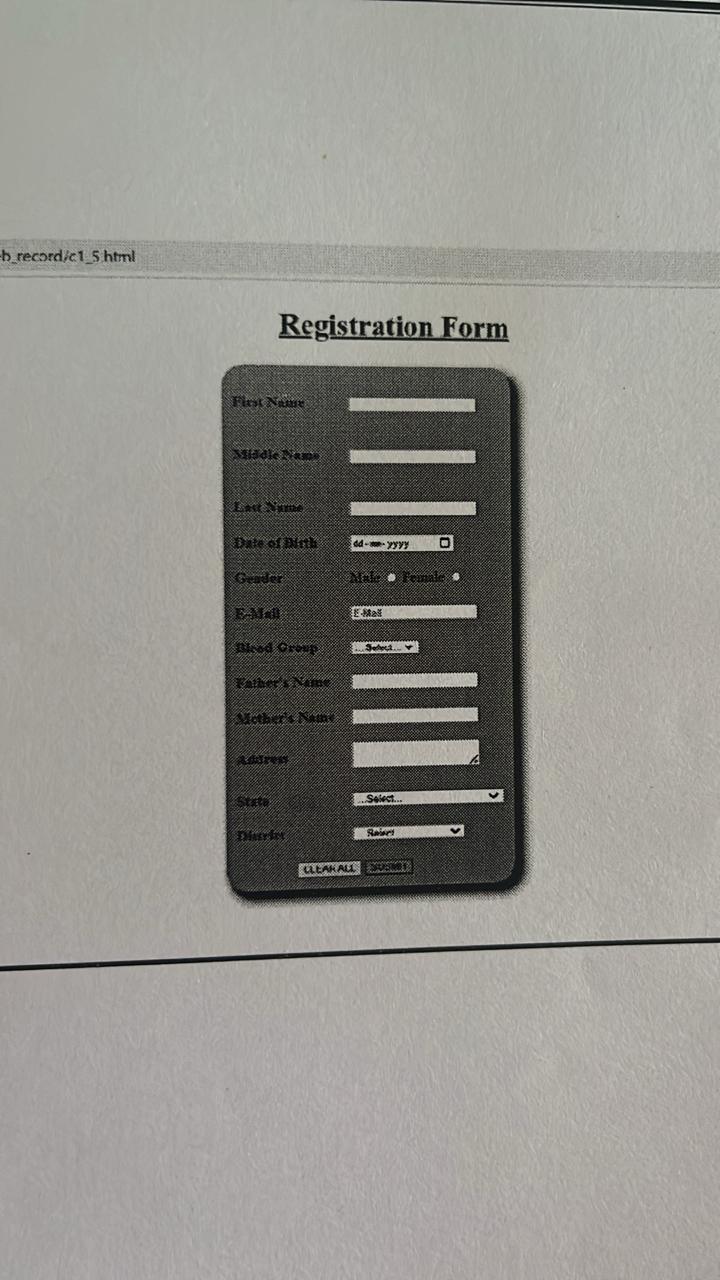 b_record/c1_5.html
Registration Form
First Name
Middle Name
Last Name
Date of Birth dd-mm-yyyy
Gender Male Female
E-Mail E-Mail
Blood Group ...Select...
Father's Name
Mother's Name
Address
State ...Select...
District Select
CLEAR ALL SUBMIT